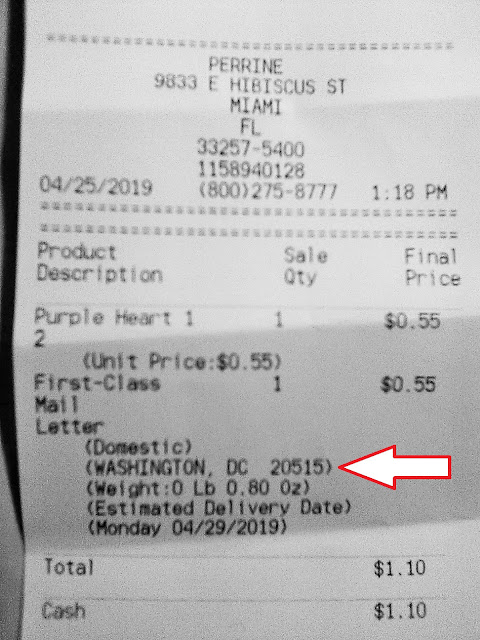 PERRINE
9833 E HIBISCUS ST
MIAMI
FL
33257-5400
1158940128
04/25/2019 (800)275-8777 1:18 PM
Product Sale Final
Description Qty Price
Purple Heart 1 1 $0.55
2
(Unit Price:$0.55)
First-Class 1 $0.55
Mail
Letter
(Domestic)
(WASHINGTON, DC 20515)
(Weight:0 Lb 0.80 Oz)
(Estimated Delivery Date)
(Monday 04/29/2019)
Total $1.10
Cash $1.10